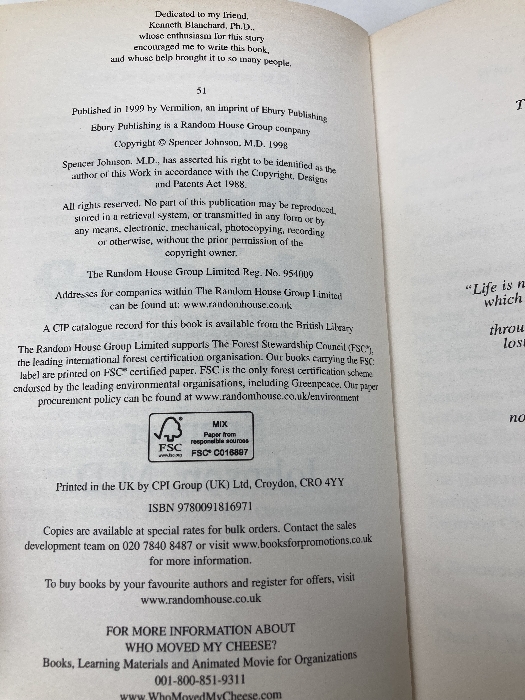 Dedicated to my friend,
Kenneth Blanchard, Ph.D.,
whose enthusiasm for this story
encouraged me to write this book,
and whose help brought it to so many people.
51
Published in 1999 by Vermilion, an imprint of Ebury Publishing
Ebury Publishing is a Random House Group company
Copyright © Spencer Johnson, M.D. 1998
Spencer Johnson, M.D., has asserted his right to be identified as the
author of this Work in accordance with the Copyright, Designs
and Patents Act 1988.
All rights reserved. No part of this publication may be reproduced,
stored in a retrieval system, or transmitted in any form or by
any means, electronic, mechanical, photocopying, recording
or otherwise, without the prior permission of the
copyright owner.
The Random House Group Limited Reg. No. 954009
Addresses for companies within The Random House Group Limited
can be found at: www.randomhouse.co.uk
A CIP catalogue record for this book is available from the British Library
The Random House Group Limited supports The Forest Stewardship Council (FSC®),
the leading international forest certification organisation. Our books carrying the FSC
label are printed on FSC® certified paper. FSC is the only forest certification scheme
endorsed by the leading environmental organisations, including Greenpeace. Our paper
procurement policy can be found at www.randomhouse.co.uk/environment
FSC
www.fsc.org
MIX
Paper from
responsible sources
FSC® C016897
Printed in the UK by CPI Group (UK) Ltd, Croydon, CR0 4YY
ISBN 9780091816971
Copies are available at special rates for bulk orders. Contact the sales
development team on 020 7840 8487 or visit www.booksforpromotions.co.uk
for more information.
To buy books by your favourite authors and register for offers, visit
www.randomhouse.co.uk
FOR MORE INFORMATION ABOUT
WHO MOVED MY CHEESE?
Books, Learning Materials and Animated Movie for Organizations
001-800-851-9311
www.WhoMovedMyCheese.com
"Life is n
which
throu
lost
no